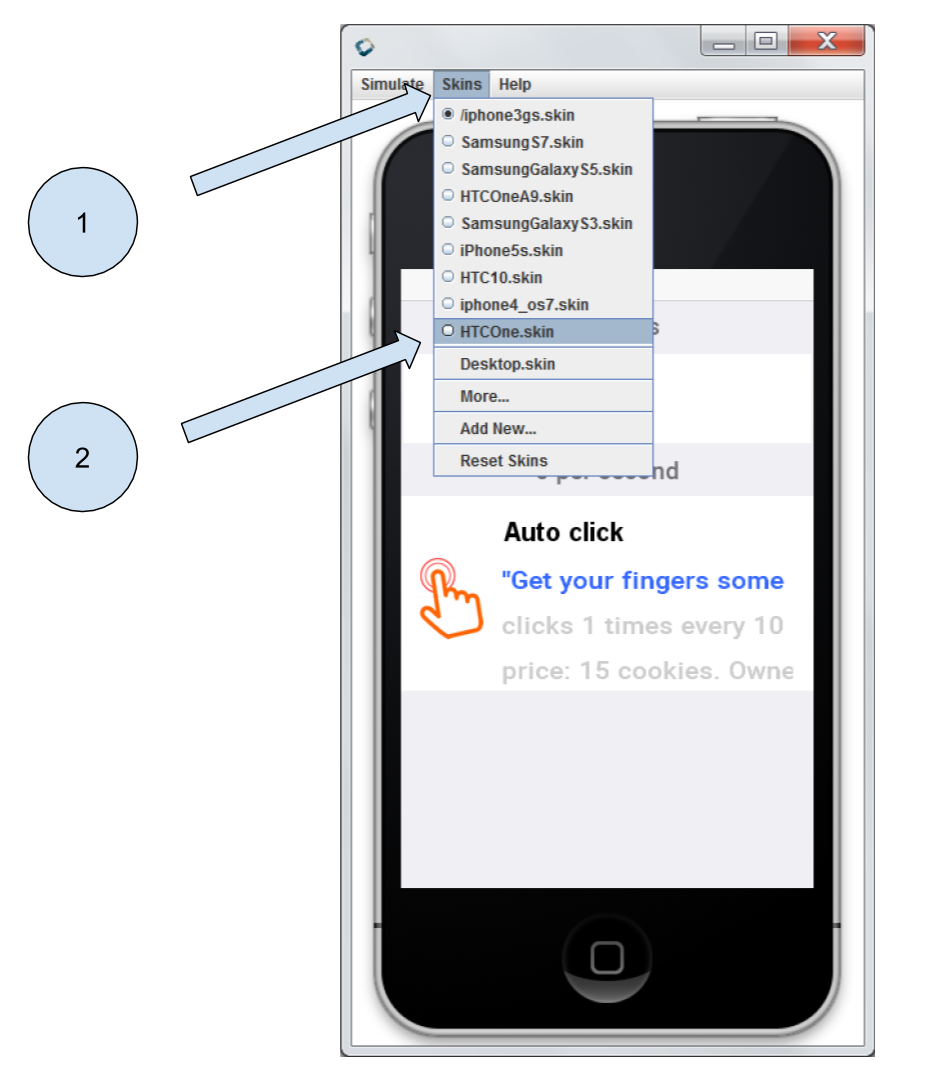 Simulate Skins Help
/iphone3gs.skin
SamsungS7.skin
SamsungGalaxyS5.skin
HTCOneA9.skin
SamsungGalaxyS3.skin
iPhone5s.skin
HTC10.skin
iphone4_os7.skin
HTCOne.skin
Desktop.skin
More...
Add New...
Reset Skins
1
2
per second
Auto click
"Get your fingers some
clicks 1 times every 10
price: 15 cookies. Owne